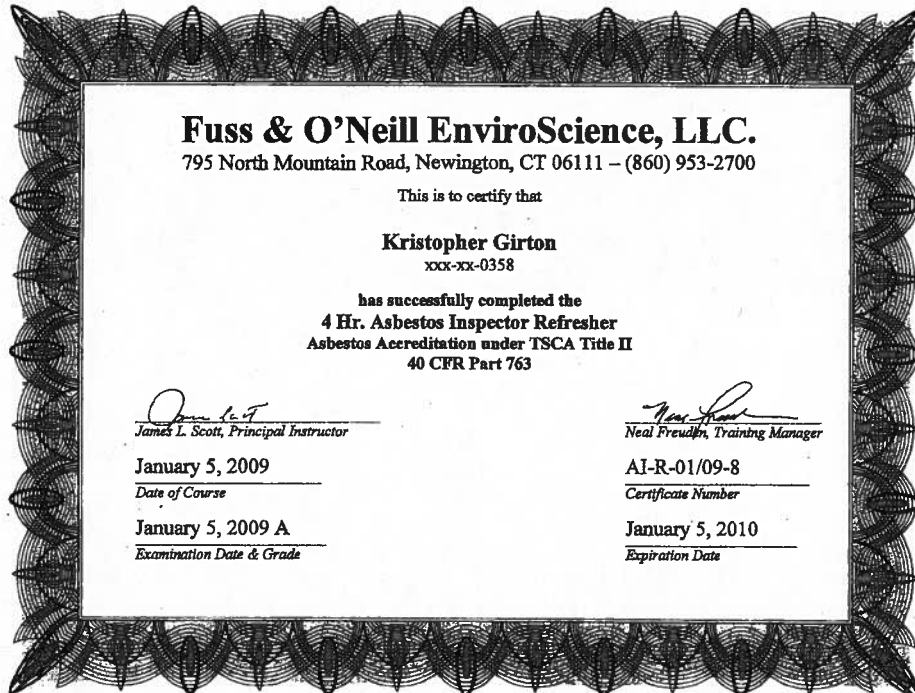 Fuss & O'Neill EnviroScience, LLC.
795 North Mountain Road, Newington, CT 06111 – (860) 953-2700
This is to certify that
Kristopher Girton
xxx-xx-0358
has successfully completed the
4 Hr. Asbestos Inspector Refresher
Asbestos Accreditation under TSCA Title II
40 CFR Part 763
James L. Scott, Principal Instructor
January 5, 2009
Date of Course
January 5, 2009 A
Examination Date & Grade
Neal Freuden, Training Manager
AI-R-01/09-8
Certificate Number
January 5, 2010
Expiration Date